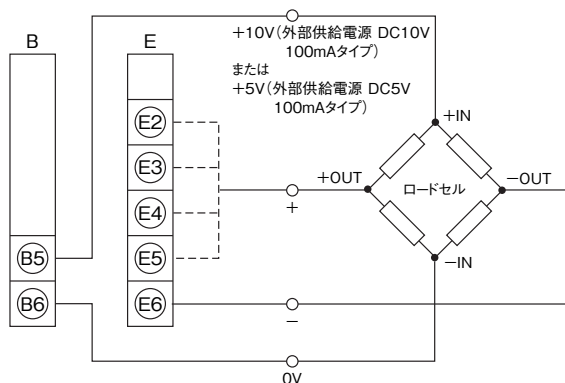 B
E
+10V(外部供給電源 DC10V
100mAタイプ)
または
+5V(外部供給電源 DC5V
100mAタイプ)
E2
E3
E4
E5
E6
B5
B6
+IN
+OUT
ロードセル
−OUT
−IN
+
−
0V